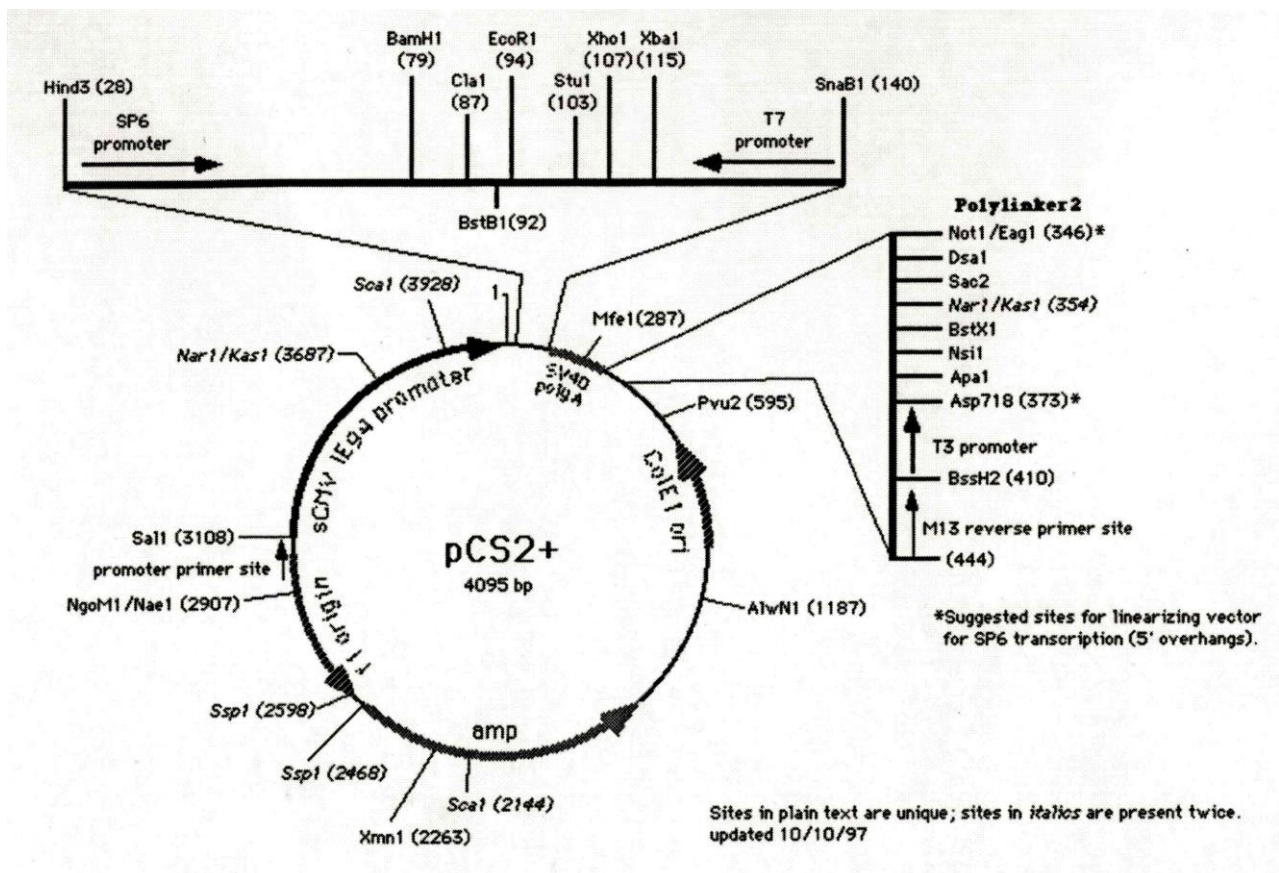 BamH1
(79)
EcoR1
(94)
Xho1
(107)
Xba1
(115)
Hind3 (28)
Cla1
(87)
Stu1
(103)
SnaB1 (140)
SP6
promoter
T7
promoter
BstB1(92)
Polylinker2
Not1/Eag1 (346)*
Dsa1
Sac2
Nar1/Kas1 (354)
BstX1
Nsi1
Apa1
Asp718 (373)*
T3 promoter
BssH2 (410)
M13 reverse primer site
(444)
Sca1 (3928)
1
Mfe1(287)
Nar1/Kas1 (3687)
SV40
polyA
Pvu2 (595)
sCMV IE94 promoter
ColE1 ori
Sal1 (3108)
promoter primer site
pCS2+
4095 bp
NgoM1/Nae1 (2907)
f1 origin
AlwN1 (1187)
*Suggested sites for linearizing vector
for SP6 transcription (5' overhangs).
Ssp1 (2598)
amp
Ssp1 (2468)
Sca1 (2144)
Xmn1 (2263)
Sites in plain text are unique; sites in italics are present twice.
updated 10/10/97